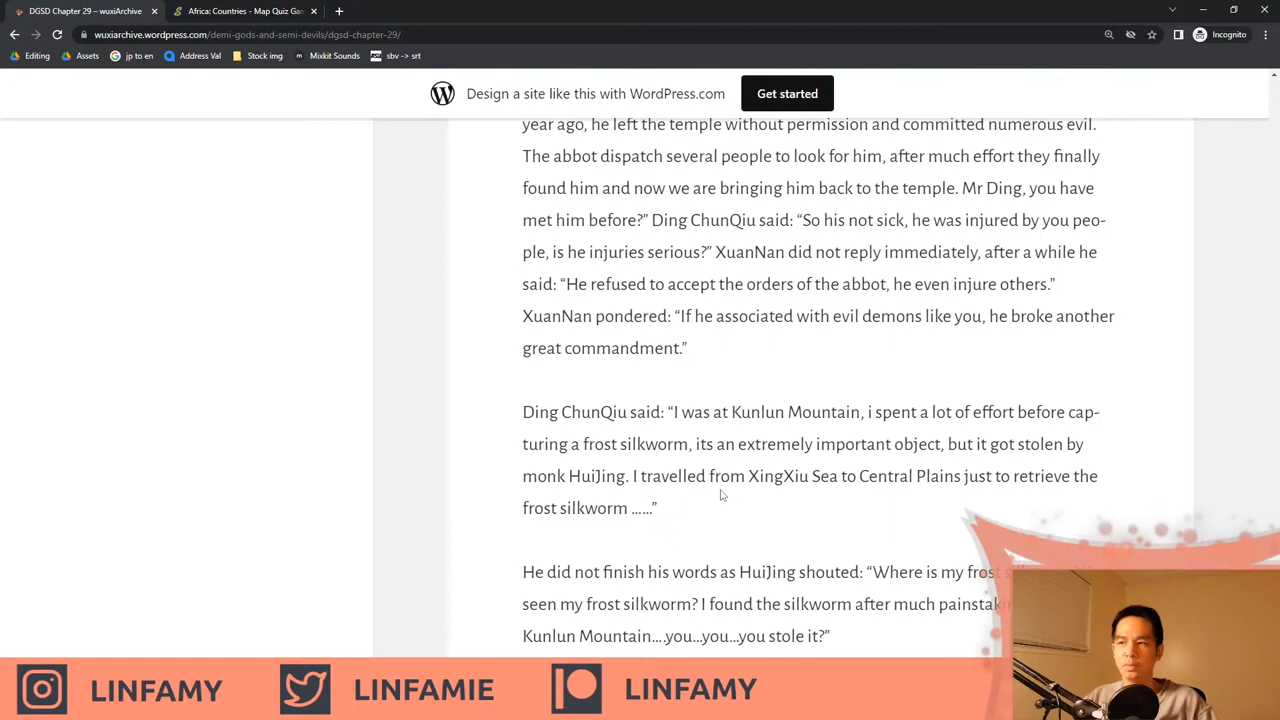 DGSD Chapter 29 – wuxiArchive
Africa: Countries - Map Quiz Gam
wuxiarchive.wordpress.com/demi-gods-and-semi-devils/dgsd-chapter-29/
Incognito
Editing
Assets
jp to en
Address Val
Stock img
Mixkit Sounds
sbv -> srt
Design a site like this with WordPress.com
Get started
year ago, he left the temple without permission and committed numerous evil.
The abbot dispatch several people to look for him, after much effort they finally
found him and now we are bringing him back to the temple. Mr Ding, you have
met him before?” Ding ChunQiu said: “So his not sick, he was injured by you peo-
ple, is he injuries serious?” XuanNan did not reply immediately, after a while he
said: “He refused to accept the orders of the abbot, he even injure others.”
XuanNan pondered: “If he associated with evil demons like you, he broke another
great commandment.”
Ding ChunQiu said: “I was at Kunlun Mountain, i spent a lot of effort before cap-
turing a frost silkworm, its an extremely important object, but it got stolen by
monk HuiJing. I travelled from XingXiu Sea to Central Plains just to retrieve the
frost silkworm ……”
He did not finish his words as HuiJing shouted: “Where is my frost
seen my frost silkworm? I found the silkworm after much
Kunlun Mountain….you…you…you stole it?”
LINFAMY
LINFAMIE
LINFAMY